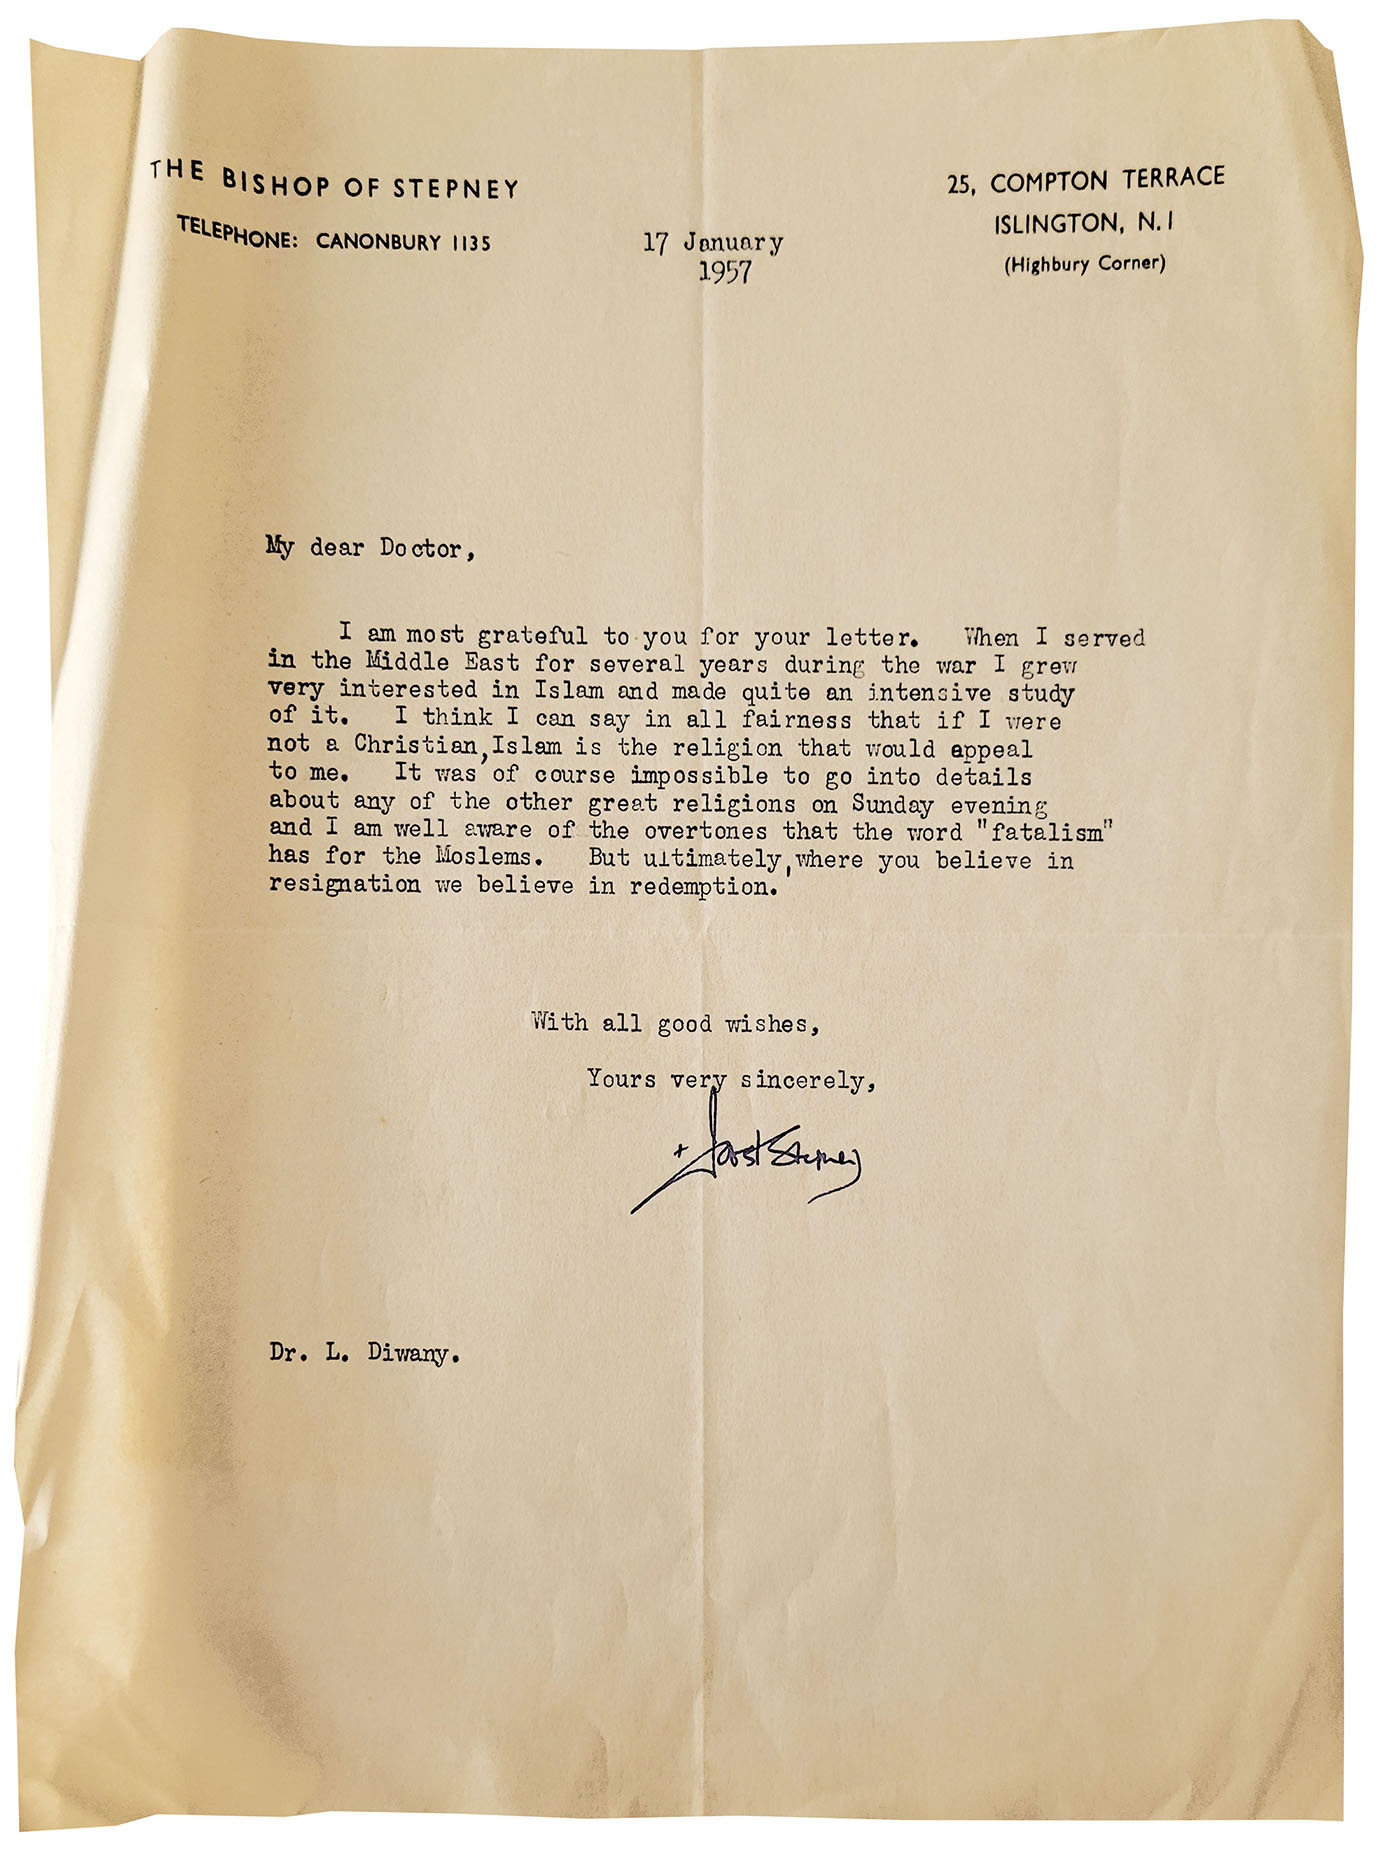 THE BISHOP OF STEPNEY
TELEPHONE: CANONBURY 1135
17 January
1957
25, COMPTON TERRACE
ISLINGTON, N.1
(Highbury Corner)
My dear Doctor,
I am most grateful to you for your letter. When I served
in the Middle East for several years during the war I grew
very interested in Islam and made quite an intensive study
of it. I think I can say in all fairness that if I were
not a Christian, Islam is the religion that would appeal
to me. It was of course impossible to go into details
about any of the other great religions on Sunday evening
and I am well aware of the overtones that the word "fatalism"
has for the Moslems. But ultimately, where you believe in
resignation we believe in redemption.
With all good wishes,
Yours very sincerely,
+ Stepney
Dr. L. Diwany.